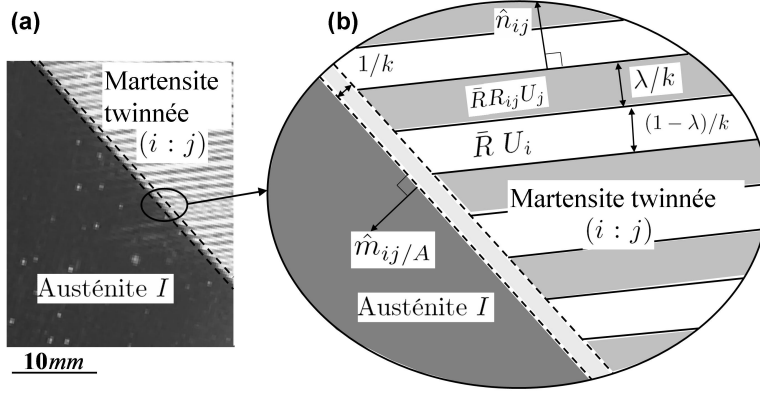 (a)
Martensite
twinnée
(i : j)
Austénite I
10mm
(b)
n̂ij
1/k
R̄RijUj
λ/k
R̄ Ui
(1−λ)/k
Martensite twinnée
(i : j)
m̂ij/A
Austénite I